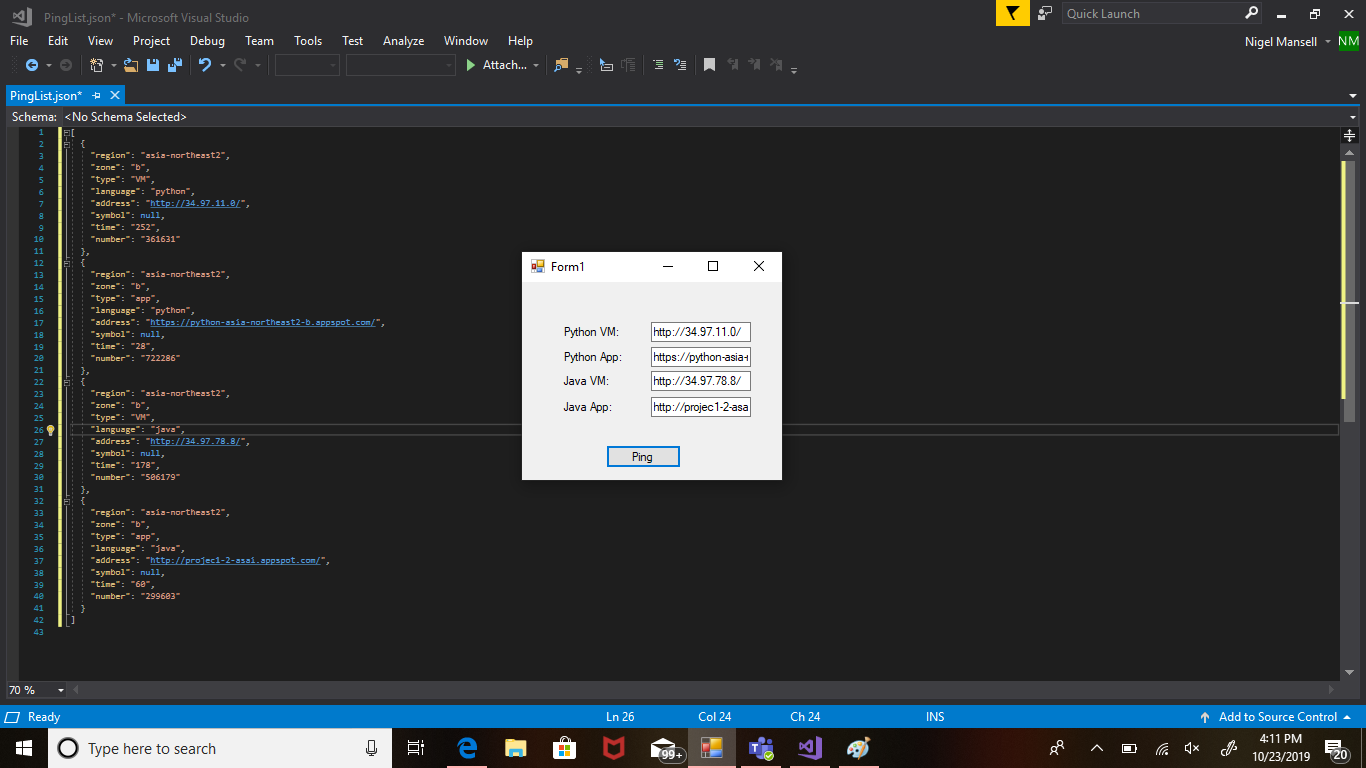 PingList.json* - Microsoft Visual Studio
Quick Launch
File Edit View Project Debug Team Tools Test Analyze Window Help
Nigel Mansell NM
Attach...
PingList.json*
Schema: <No Schema Selected>
1 [
2 {
3 "region": "asia-northeast2",
4 "zone": "b",
5 "type": "VM",
6 "language": "python",
7 "address": "http://34.97.11.0/",
8 "symbol": null,
9 "time": "252",
10 "number": "361631"
11 },
12 {
13 "region": "asia-northeast2",
14 "zone": "b",
15 "type": "app",
16 "language": "python",
17 "address": "https://python-asia-northeast2-b.appspot.com/",
18 "symbol": null,
19 "time": "28",
20 "number": "722286"
21 },
22 {
23 "region": "asia-northeast2",
24 "zone": "b",
25 "type": "VM",
26 "language": "java",
27 "address": "http://34.97.78.8/",
28 "symbol": null,
29 "time": "178",
30 "number": "506179"
31 },
32 {
33 "region": "asia-northeast2",
34 "zone": "b",
35 "type": "app",
36 "language": "java",
37 "address": "http://projec1-2-asa1.appspot.com/",
38 "symbol": null,
39 "time": "60",
40 "number": "299603"
41 }
42 ]
43
Form1
Python VM: http://34.97.11.0/
Python App: https://python-asia-
Java VM: http://34.97.78.8/
Java App: http://projec1-2-asa
Ping
70 %
Ready Ln 26 Col 24 Ch 24 INS Add to Source Control
Type here to search
99+
4:11 PM
10/23/2019
20